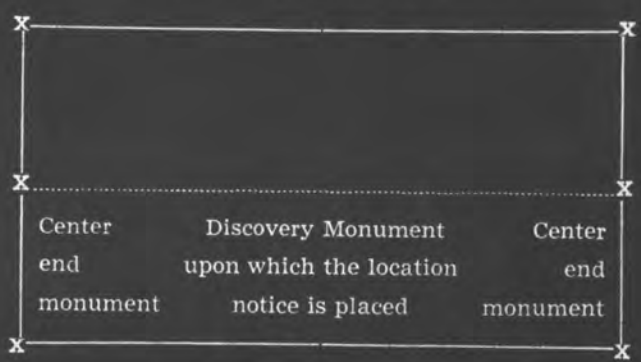 X X
X X
Center Discovery Monument Center
end upon which the location end
monument notice is placed monument
X X